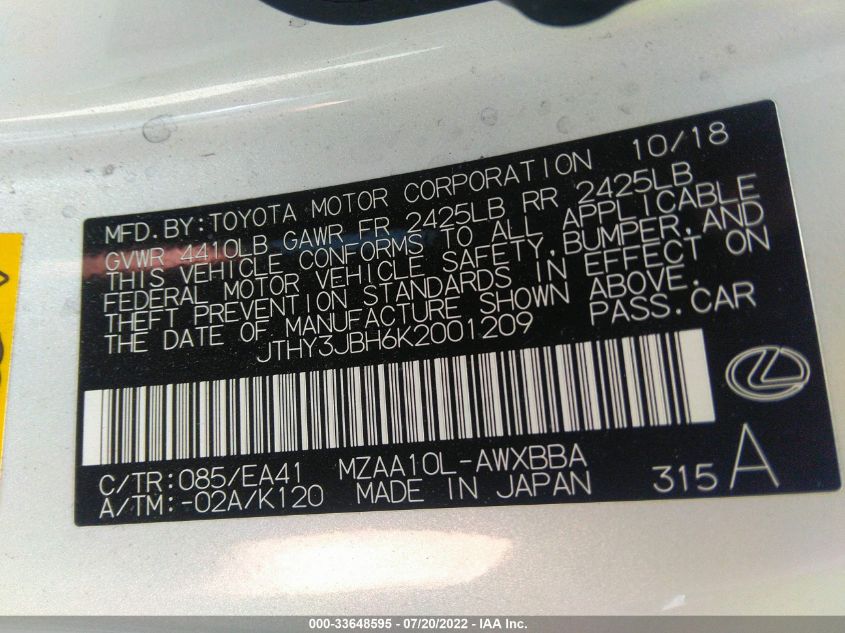 MFD. BY: TOYOTA MOTOR CORPORATION 10/18
GVWR 4410LB GAWR FR 2425LB RR 2425LB
THIS VEHICLE CONFORMS TO ALL APPLICABLE
FEDERAL MOTOR VEHICLE SAFETY, BUMPER, AND
THEFT PREVENTION STANDARDS IN EFFECT ON
THE DATE OF MANUFACTURE SHOWN ABOVE.
JTHY3JBH6K2001209 PASS. CAR
C/TR: 085/EA41 MZAA10L-AWXBBA
A/TM: -02A/K120 MADE IN JAPAN 315 A
000-33648595 - 07/20/2022 - IAA Inc.